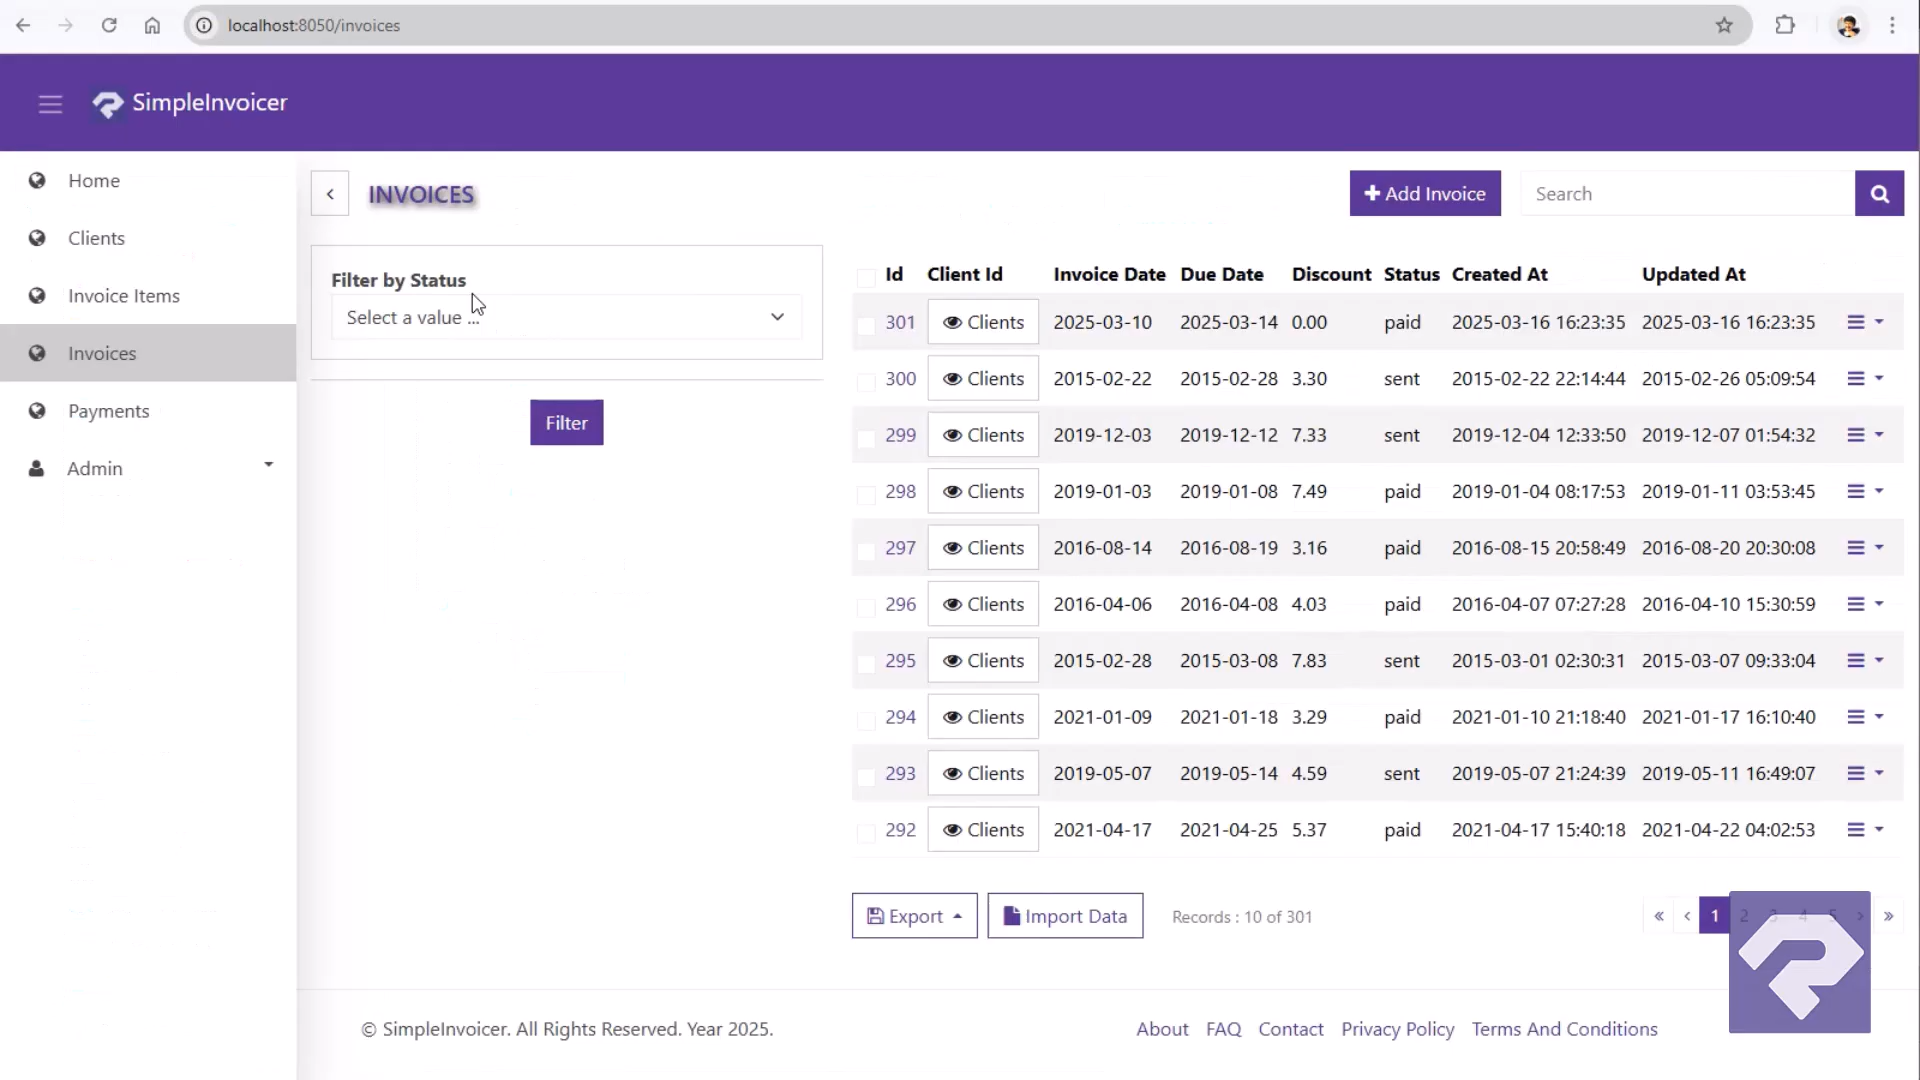 localhost:8050/invoices
SimpleInvoicer
Home
Clients
Invoice Items
Invoices
Payments
Admin
INVOICES
Add Invoice
Search
Filter by Status
Select a value ...
Filter
Id Client Id Invoice Date Due Date Discount Status Created At Updated At
301 Clients 2025-03-10 2025-03-14 0.00 paid 2025-03-16 16:23:35 2025-03-16 16:23:35
300 Clients 2015-02-22 2015-02-28 3.30 sent 2015-02-22 22:14:44 2015-02-26 05:09:54
299 Clients 2019-12-03 2019-12-12 7.33 sent 2019-12-04 12:33:50 2019-12-07 01:54:32
298 Clients 2019-01-03 2019-01-08 7.49 paid 2019-01-04 08:17:53 2019-01-11 03:53:45
297 Clients 2016-08-14 2016-08-19 3.16 paid 2016-08-15 20:58:49 2016-08-20 20:30:08
296 Clients 2016-04-06 2016-04-08 4.03 paid 2016-04-07 07:27:28 2016-04-10 15:30:59
295 Clients 2015-02-28 2015-03-08 7.83 sent 2015-03-01 02:30:31 2015-03-07 09:33:04
294 Clients 2021-01-09 2021-01-18 3.29 paid 2021-01-10 21:18:40 2021-01-17 16:10:40
293 Clients 2019-05-07 2019-05-14 4.59 sent 2019-05-07 21:24:39 2019-05-11 16:49:07
292 Clients 2021-04-17 2021-04-25 5.37 paid 2021-04-17 15:40:18 2021-04-22 04:02:53
Export Import Data Records : 10 of 301 « ‹ 1 2 3 4 5 › »
© SimpleInvoicer. All Rights Reserved. Year 2025. About FAQ Contact Privacy Policy Terms And Conditions